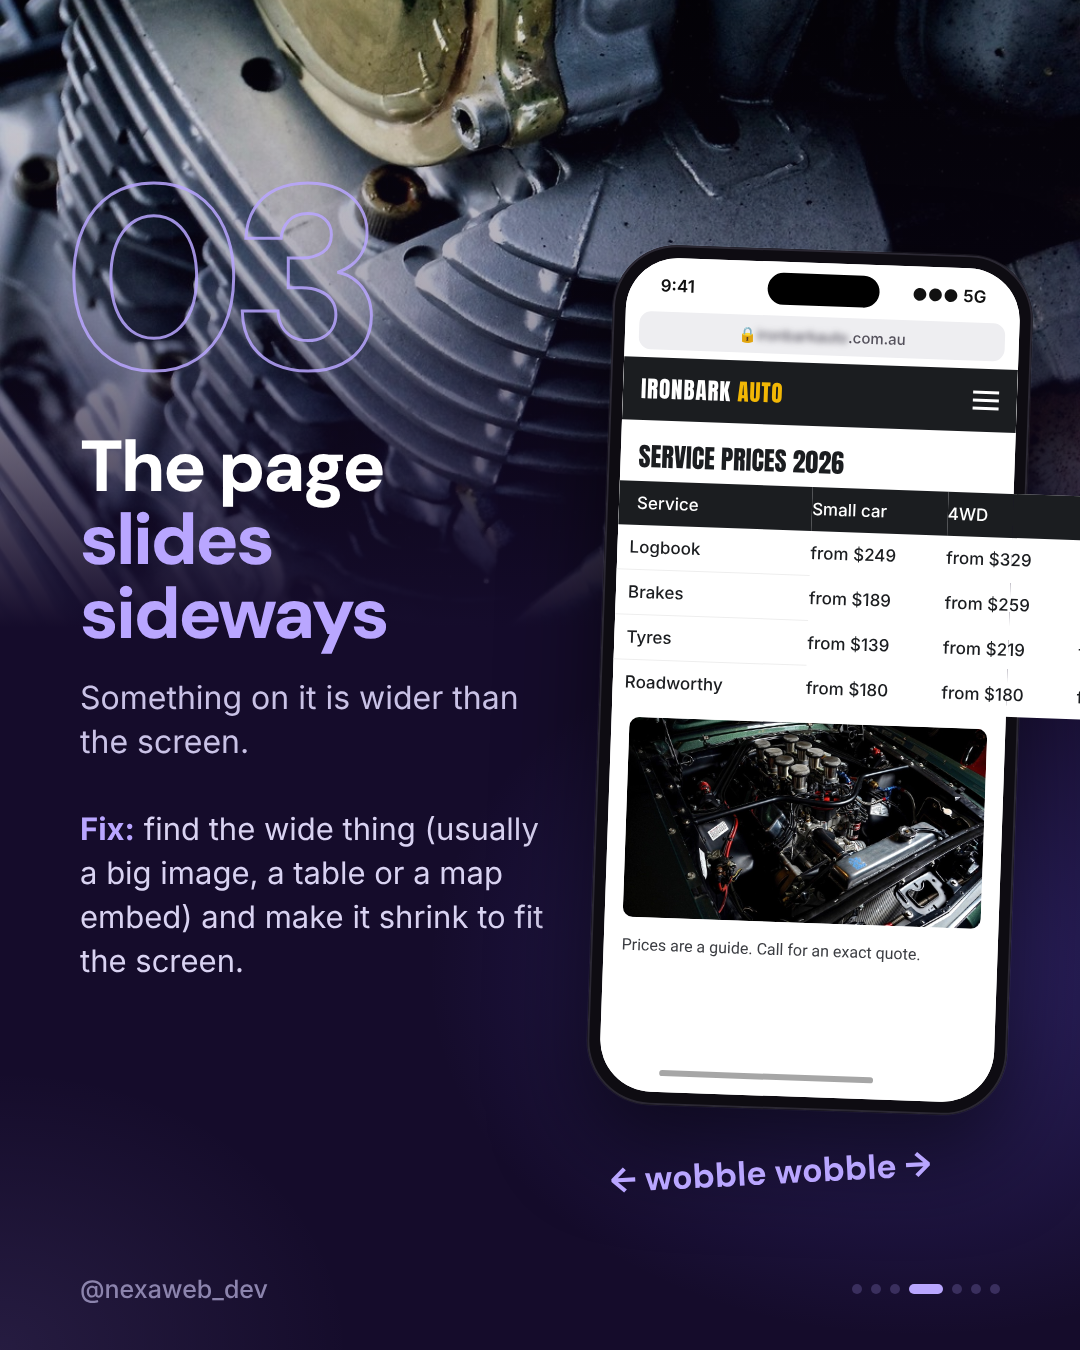 03
The page
slides
sideways
Something on it is wider than
the screen.
Fix: find the wide thing (usually
a big image, a table or a map
embed) and make it shrink to fit
the screen.
9:41 5G
.com.au
IRONBARK AUTO
SERVICE PRICES 2026
Service Small car 4WD
Logbook from $249 from $329
Brakes from $189 from $259
Tyres from $139 from $219
Roadworthy from $180 from $180
Prices are a guide. Call for an exact quote.
← wobble wobble →
@nexaweb_dev